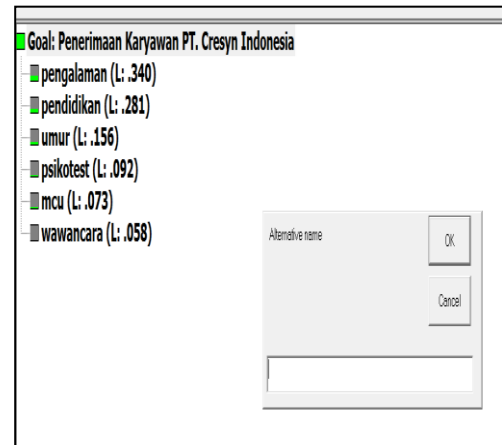 Goal: Penerimaan Karyawan PT. Cresyn Indonesia
pengalaman (L: .340)
pendidikan (L: .281)
umur (L: .156)
psikotest (L: .092)
mcu (L: .073)
wawancara (L: .058)
Alternative name
OK
Cancel